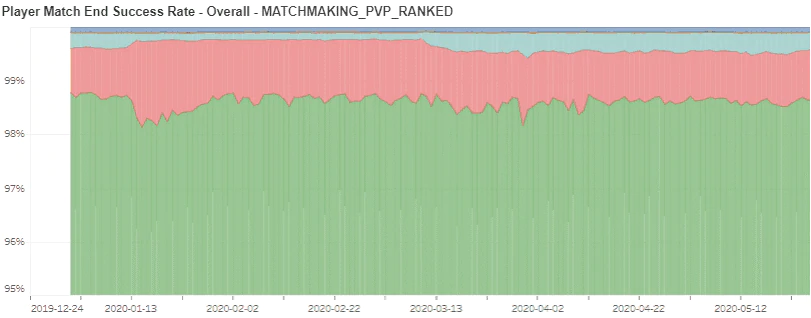 Player Match End Success Rate - Overall - MATCHMAKING_PVP_RANKED
99%
98%
97%
96%
95%
2019-12-24 2020-01-13 2020-02-02 2020-02-22 2020-03-13 2020-04-02 2020-04-22 2020-05-12